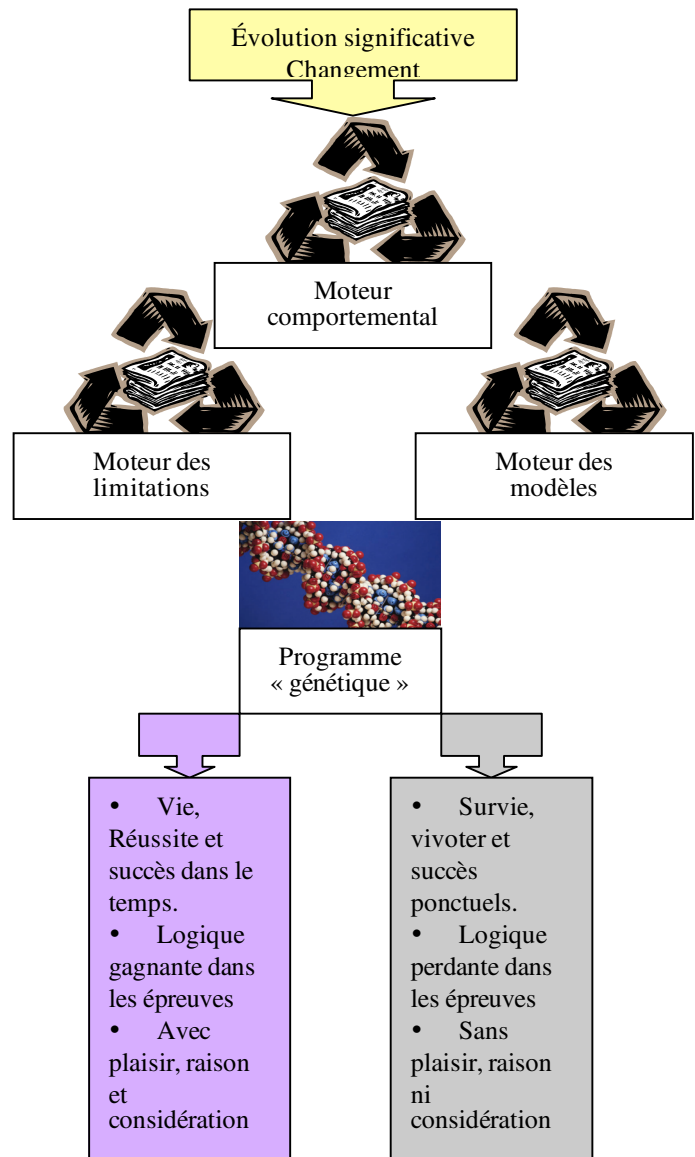 Évolution significative
Changement
Moteur
comportemental
Moteur des
limitations
Moteur des
modèles
Programme
« génétique »
• Vie,
Réussite et
succès dans le
temps.
• Logique
gagnante dans
les épreuves
• Avec
plaisir, raison
et
considération
• Survie,
vivoter et
succès
ponctuels.
• Logique
perdante dans
les épreuves
• Sans
plaisir, raison
ni
considération